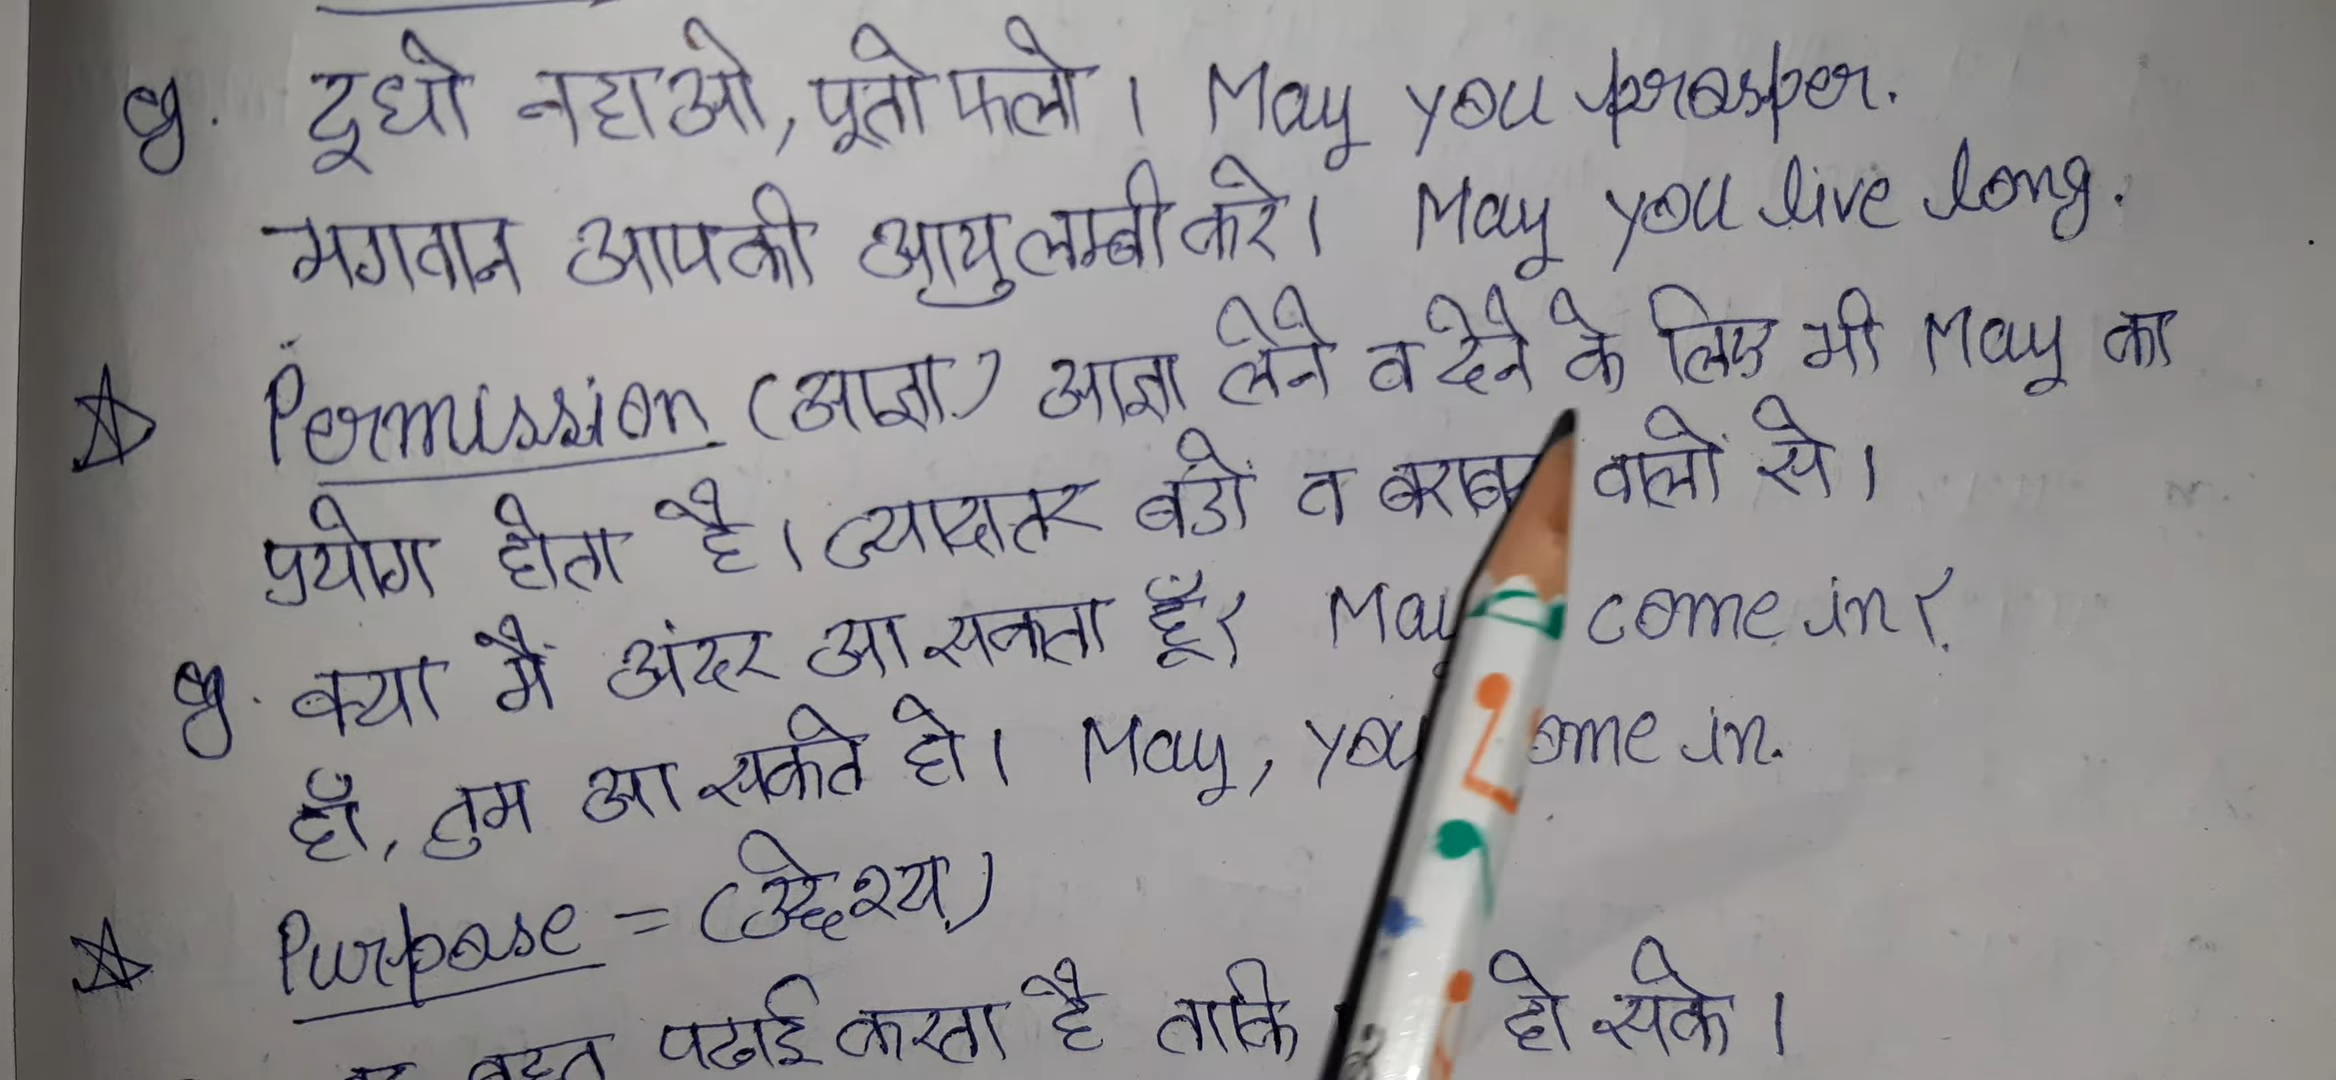 eg. दूधो नहाओ, पूतो फलो । May you prosper.
भगवान आपकी आयु लम्बी करे। May you live long.
☆ Permission (आज्ञा) आज्ञा लेने व देने के लिए भी May का
प्रयोग होता है। ज्यादातर बडों व बराबर वालों से।
eg. क्या मैं अंदर आ सकता हूँ? May come in?
हाँ, तुम आ सकते हो। May, you ome in.
☆ Purpose = (उद्देश्य)
बहुत पढाई करता है ताकि हो सके।